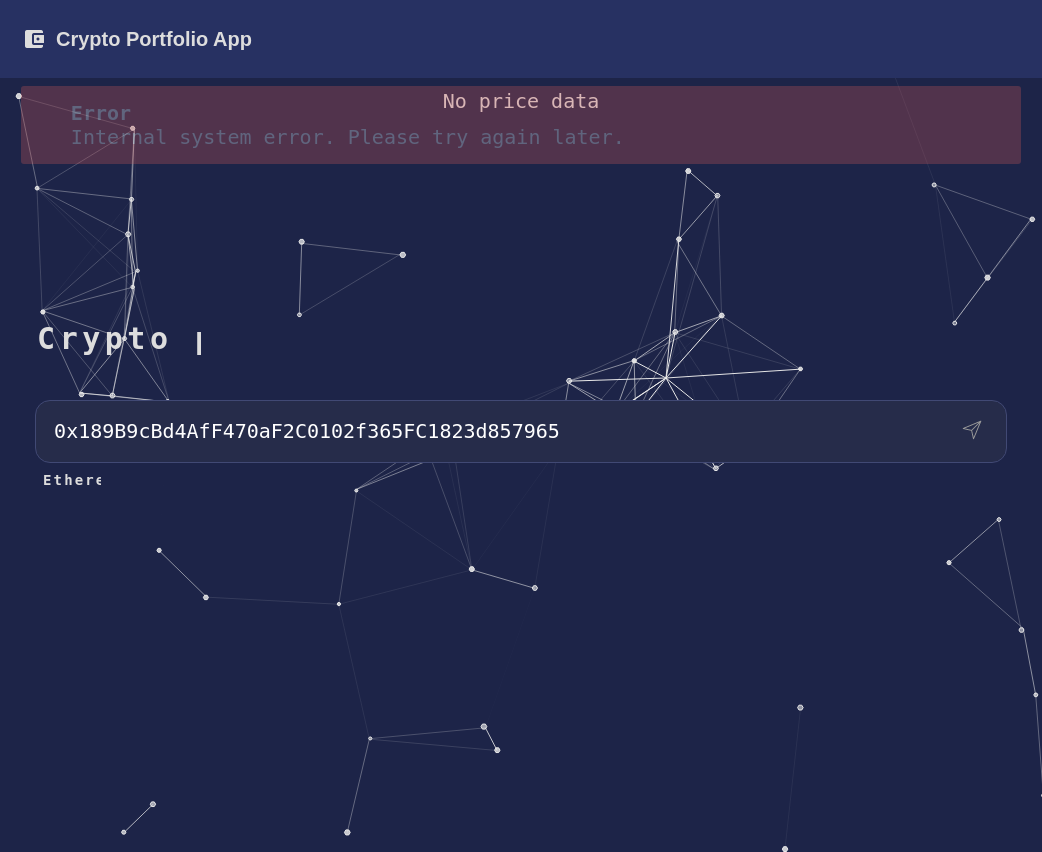 Crypto Portfolio App
No price data
Error
Internal system error. Please try again later.
Crypto
0x189B9cBd4AfF470aF2C0102f365FC1823d857965
Ethere